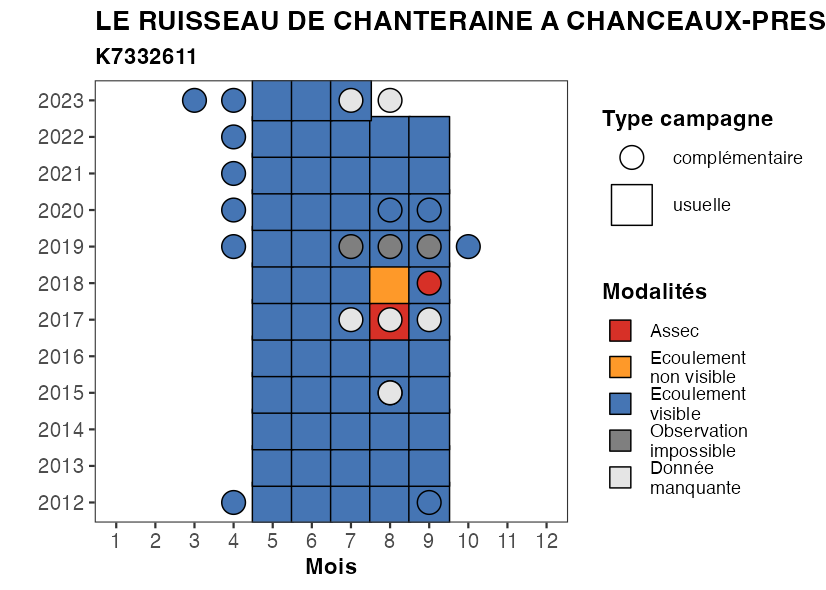 LE RUISSEAU DE CHANTERAINE A CHANCEAUX-PRES
K7332611
2023
2022
2021
2020
2019
2018
2017
2016
2015
2014
2013
2012
1 2 3 4 5 6 7 8 9 10 11 12
Mois
Type campagne
complémentaire
usuelle
Modalités
Assec
Ecoulement
non visible
Ecoulement
visible
Observation
impossible
Donnée
manquante